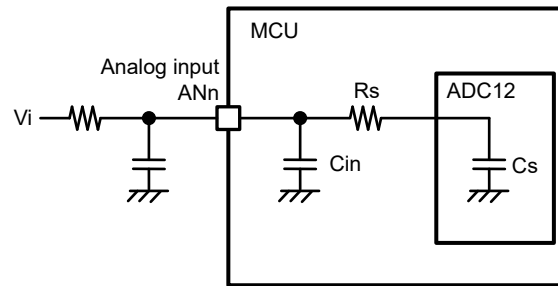 MCU
Analog input
ANn
Rs
ADC12
Vi
Cin
Cs